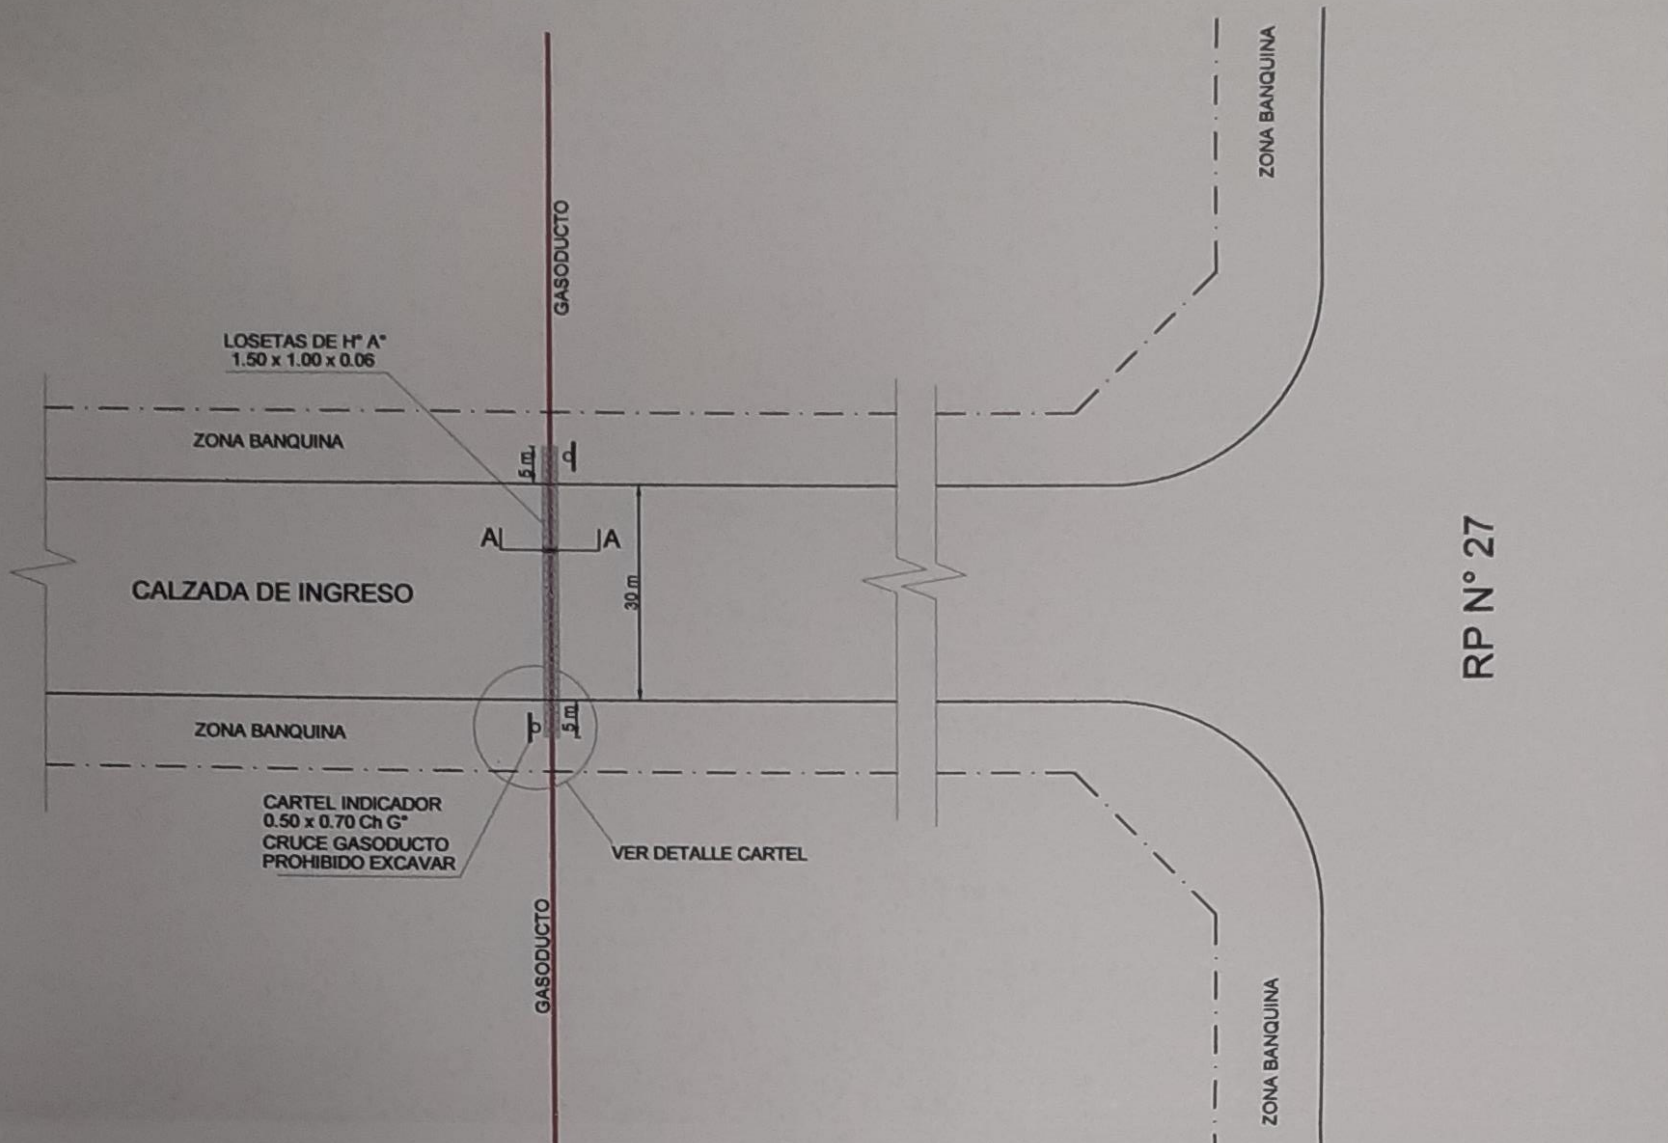 ZONA BANQUINA
GASODUCTO
LOSETAS DE H° A°
1.50 x 1.00 x 0.06
ZONA BANQUINA
5 m
A
A
CALZADA DE INGRESO
30 m
RP N° 27
ZONA BANQUINA
5 m
CARTEL INDICADOR
0.50 x 0.70 Ch G°
CRUCE GASODUCTO
PROHIBIDO EXCAVAR
VER DETALLE CARTEL
GASODUCTO
ZONA BANQUINA